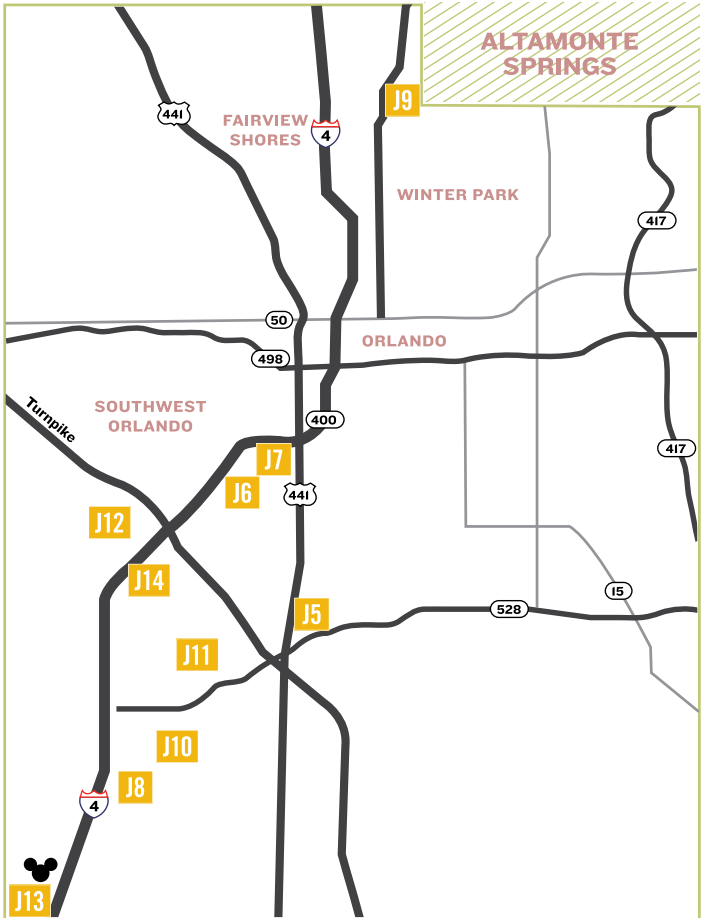 ALTAMONTE
SPRINGS
J9
441
FAIRVIEW
SHORES
4
WINTER PARK
417
50
ORLANDO
498
Turnpike
SOUTHWEST
ORLANDO
400
417
J7
J6
441
J12
J14
15
528
J5
J11
J10
J8
4
J13